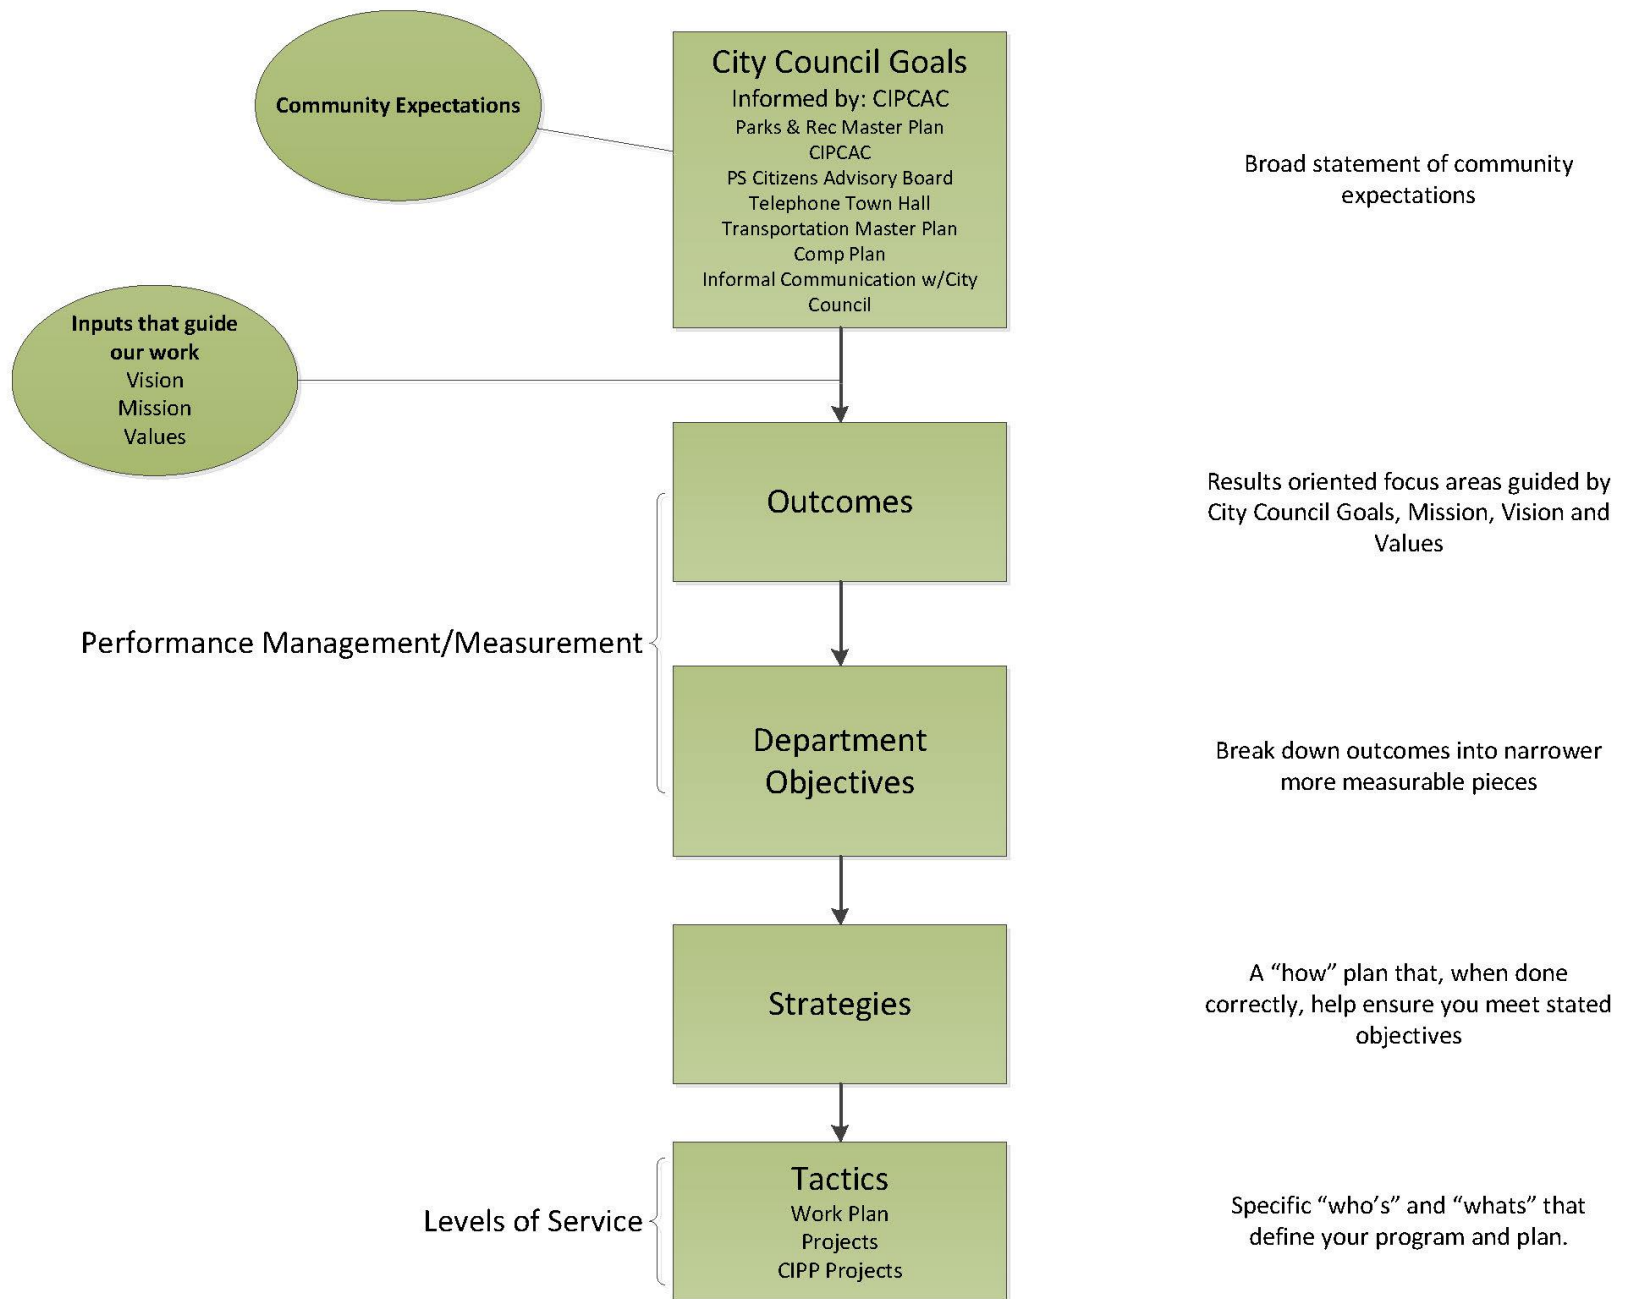 Community Expectations
City Council Goals
Informed by: CIPCAC
Parks & Rec Master Plan
CIPCAC
PS Citizens Advisory Board
Telephone Town Hall
Transportation Master Plan
Comp Plan
Informal Communication w/City
Council
Broad statement of community
expectations
Inputs that guide
our work
Vision
Mission
Values
Outcomes
Results oriented focus areas guided by
City Council Goals, Mission, Vision and
Values
Performance Management/Measurement
Department
Objectives
Break down outcomes into narrower
more measurable pieces
Strategies
A “how” plan that, when done
correctly, help ensure you meet stated
objectives
Levels of Service
Tactics
Work Plan
Projects
CIPP Projects
Specific “who’s” and “whats” that
define your program and plan.